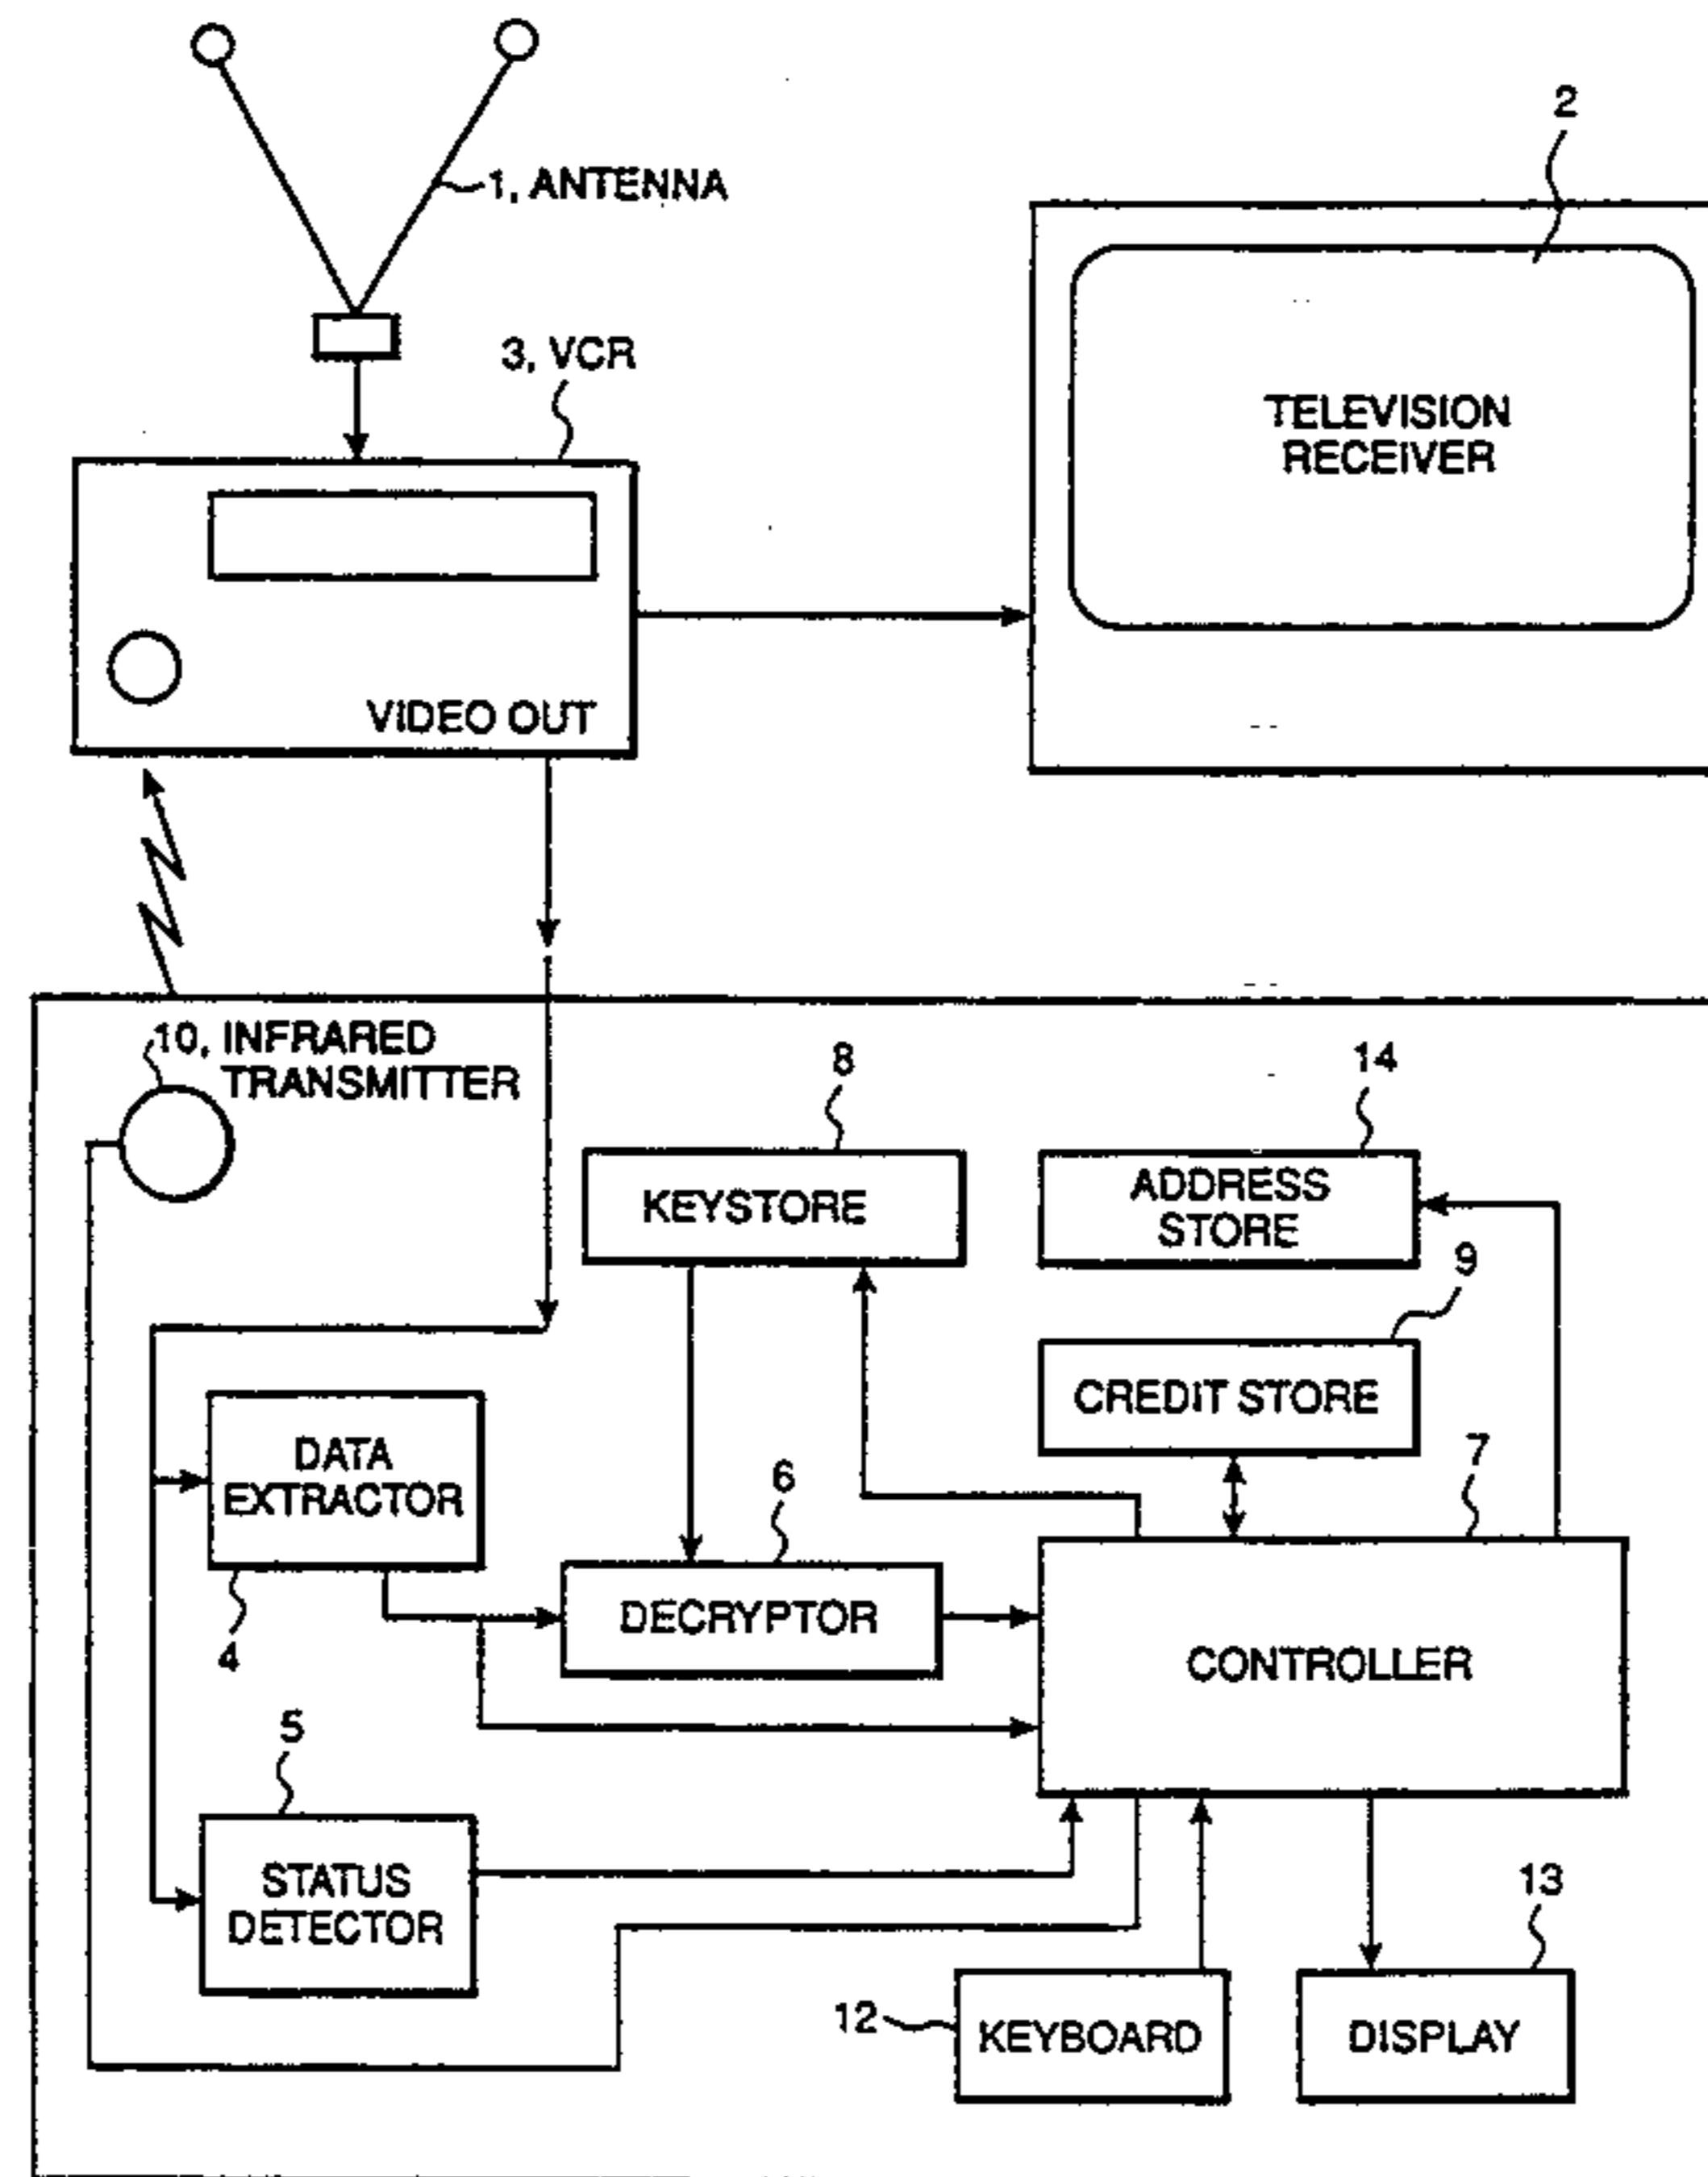 2
1, ANTENNA
3, VCR
TELEVISION
RECEIVER
VIDEO OUT
10, INFRARED
TRANSMITTER
8
14
KEYSTORE
ADDRESS
STORE
9
CREDIT STORE
DATA
EXTRACTOR
6
7
4
DECRYPTOR
CONTROLLER
5
STATUS
DETECTOR
13
12
KEYBOARD
DISPLAY